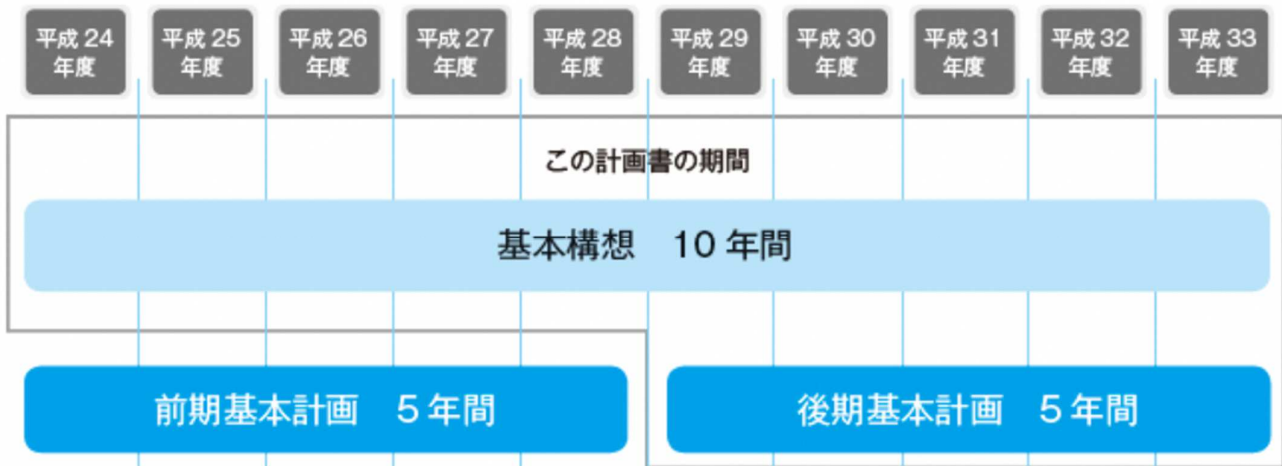 平成 24
年度
平成 25
年度
平成 26
年度
平成 27
年度
平成 28
年度
平成 29
年度
平成 30
年度
平成 31
年度
平成 32
年度
平成 33
年度
この計画書の期間
基本構想　10 年間
前期基本計画　5 年間
後期基本計画　5 年間